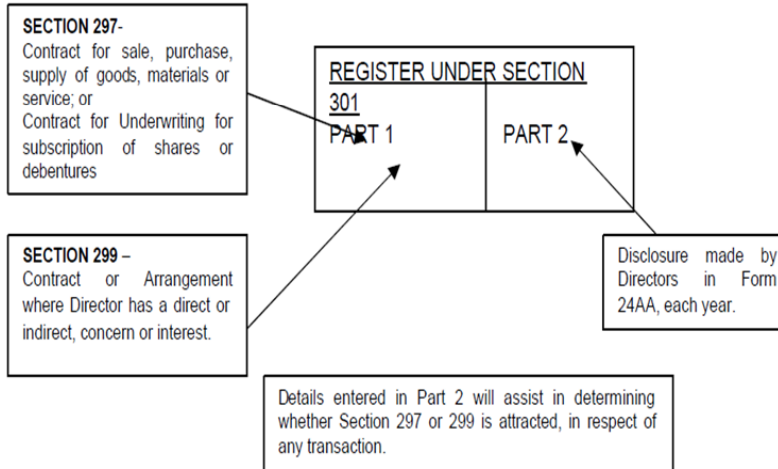 SECTION 297-
Contract for sale, purchase,
supply of goods, materials or
service; or
Contract for Underwriting for
subscription of shares or
debentures
REGISTER UNDER SECTION
301
PART 1
PART 2
SECTION 299 –
Contract or Arrangement
where Director has a direct or
indirect, concern or interest.
Disclosure made by
Directors in Form
24AA, each year.
Details entered in Part 2 will assist in determining
whether Section 297 or 299 is attracted, in respect of
any transaction.